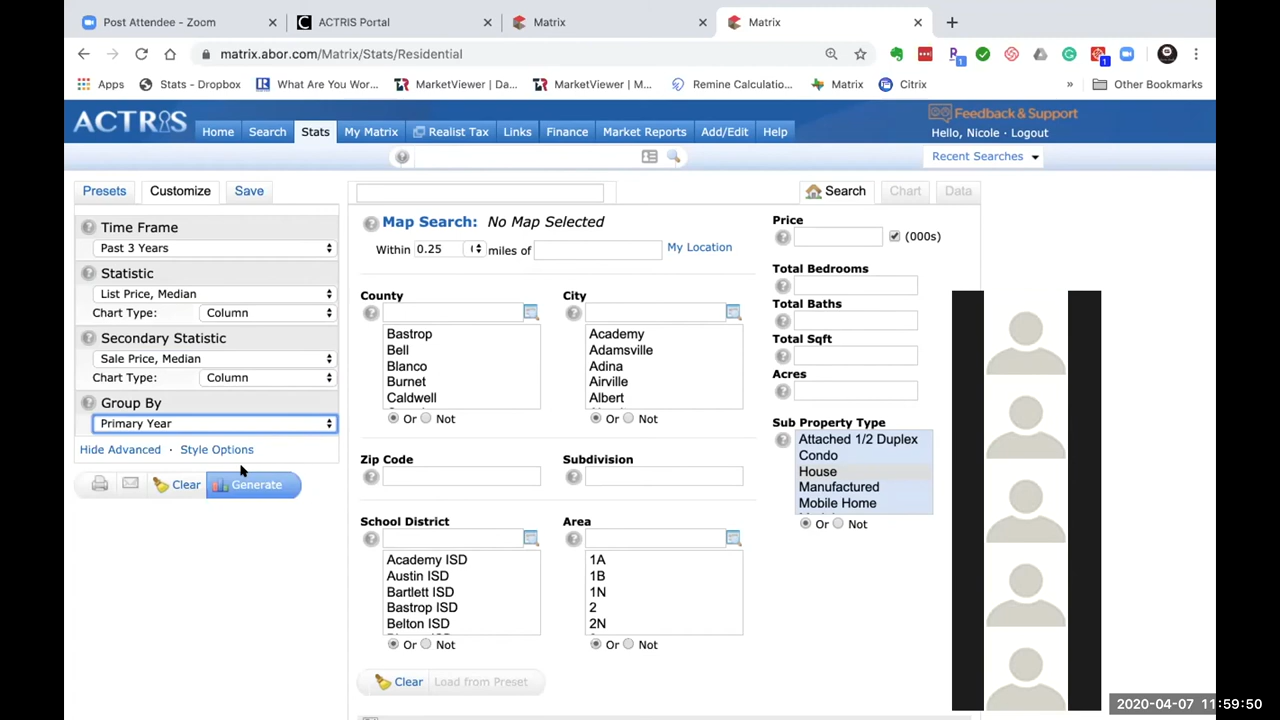 Post Attendee - Zoom
ACTRIS Portal
Matrix
Matrix
matrix.abor.com/Matrix/Stats/Residential
Apps
Stats - Dropbox
What Are You Wor...
MarketViewer | Da...
MarketViewer | M...
Remine Calculatio...
Matrix
Citrix
»
Other Bookmarks
ACTRIS
Home
Search
Stats
My Matrix
Realist Tax
Links
Finance
Market Reports
Add/Edit
Help
Feedback & Support
Hello, Nicole · Logout
Recent Searches
Presets
Customize
Save
Search
Chart
Data
Time Frame
Past 3 Years
Statistic
List Price, Median
Chart Type: Column
Secondary Statistic
Sale Price, Median
Chart Type: Column
Group By
Primary Year
Hide Advanced · Style Options
Clear
Generate
Map Search: No Map Selected
Within 0.25 miles of
My Location
County
Bastrop
Bell
Blanco
Burnet
Caldwell
Or Not
City
Academy
Adamsville
Adina
Airville
Albert
Or Not
Zip Code
Subdivision
School District
Academy ISD
Austin ISD
Bartlett ISD
Bastrop ISD
Belton ISD
Or Not
Area
1A
1B
1N
2
2N
Or Not
Clear
Load from Preset
Price
(000s)
Total Bedrooms
Total Baths
Total Sqft
Acres
Sub Property Type
Attached 1/2 Duplex
Condo
House
Manufactured
Mobile Home
Or Not
2020-04-07 11:59:50